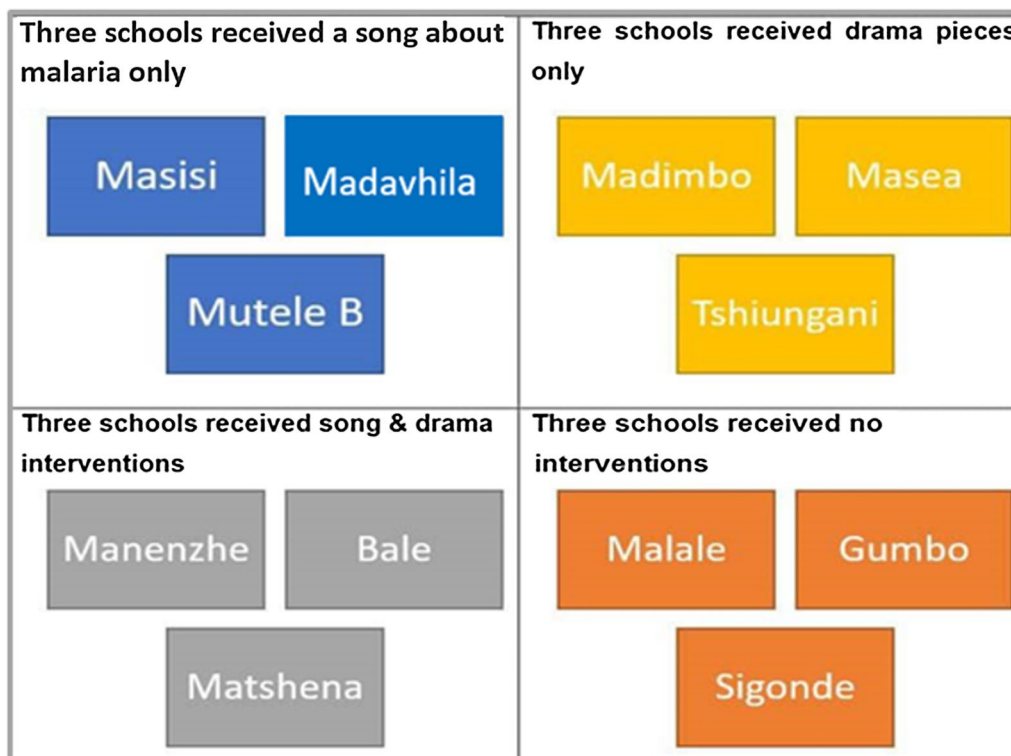 Three schools received a song about
malaria only
Masisi
Madavhila
Mutele B
Three schools received drama pieces
only
Madimbo
Masea
Tshiungani
Three schools received song & drama
interventions
Manenzhe
Bale
Matshena
Three schools received no
interventions
Malale
Gumbo
Sigonde